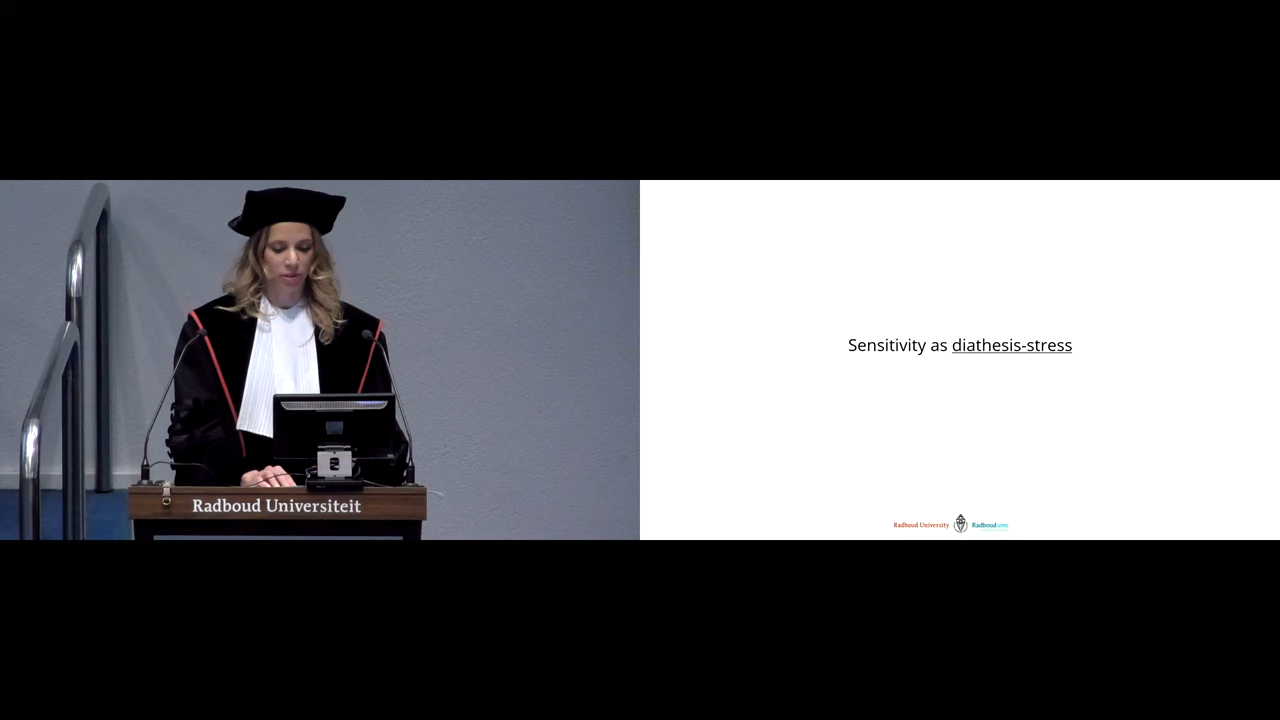 Sensitivity as diathesis-stress
Radboud Universiteit
Radboud University
Radboudumc